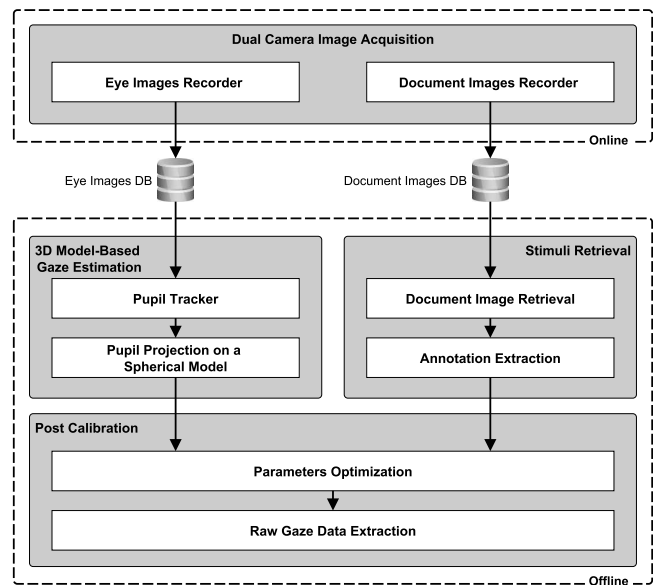 Dual Camera Image Acquisition
Eye Images Recorder
Document Images Recorder
Online
Eye Images DB
Document Images DB
3D Model-Based
Gaze Estimation
Pupil Tracker
Pupil Projection on a
Spherical Model
Stimuli Retrieval
Document Image Retrieval
Annotation Extraction
Post Calibration
Parameters Optimization
Raw Gaze Data Extraction
Offline